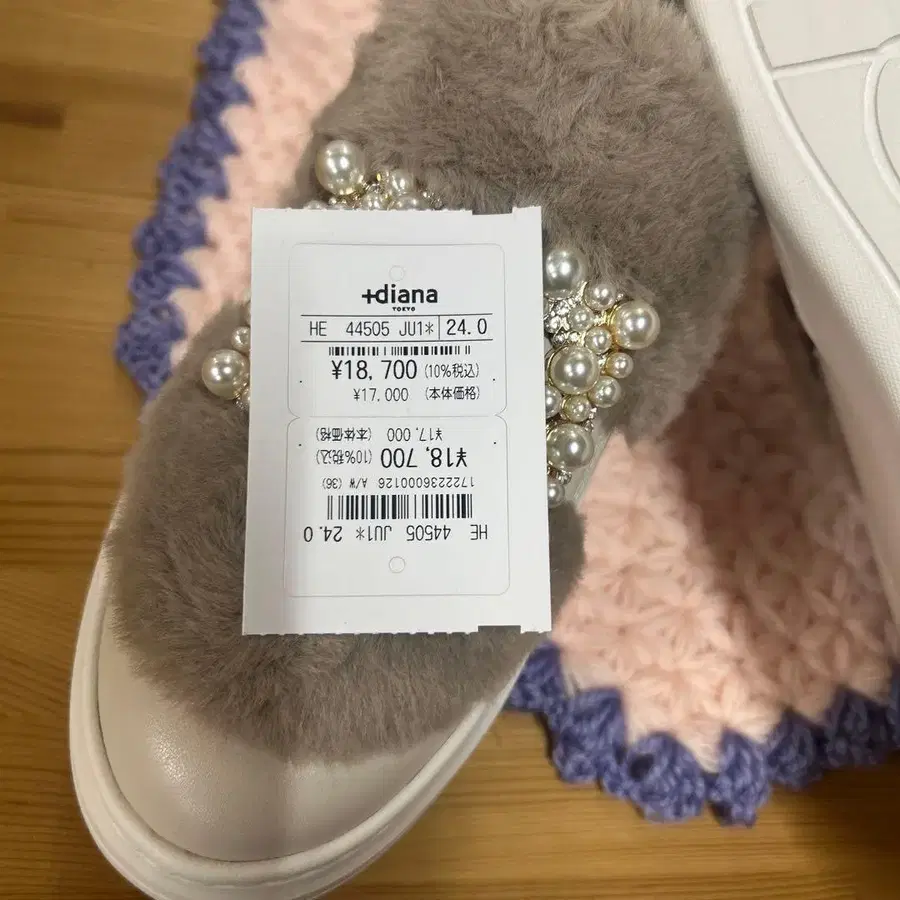 +diana
TOKYO
HE 44505 JU1* 24.0
¥18,700 (10%税込)
¥17,000 (本体価格)
¥17,000 (本体価格)
¥18,700 (10%税込)
1722236000126 A/W (36)
HE 44505 JU1* 24.0